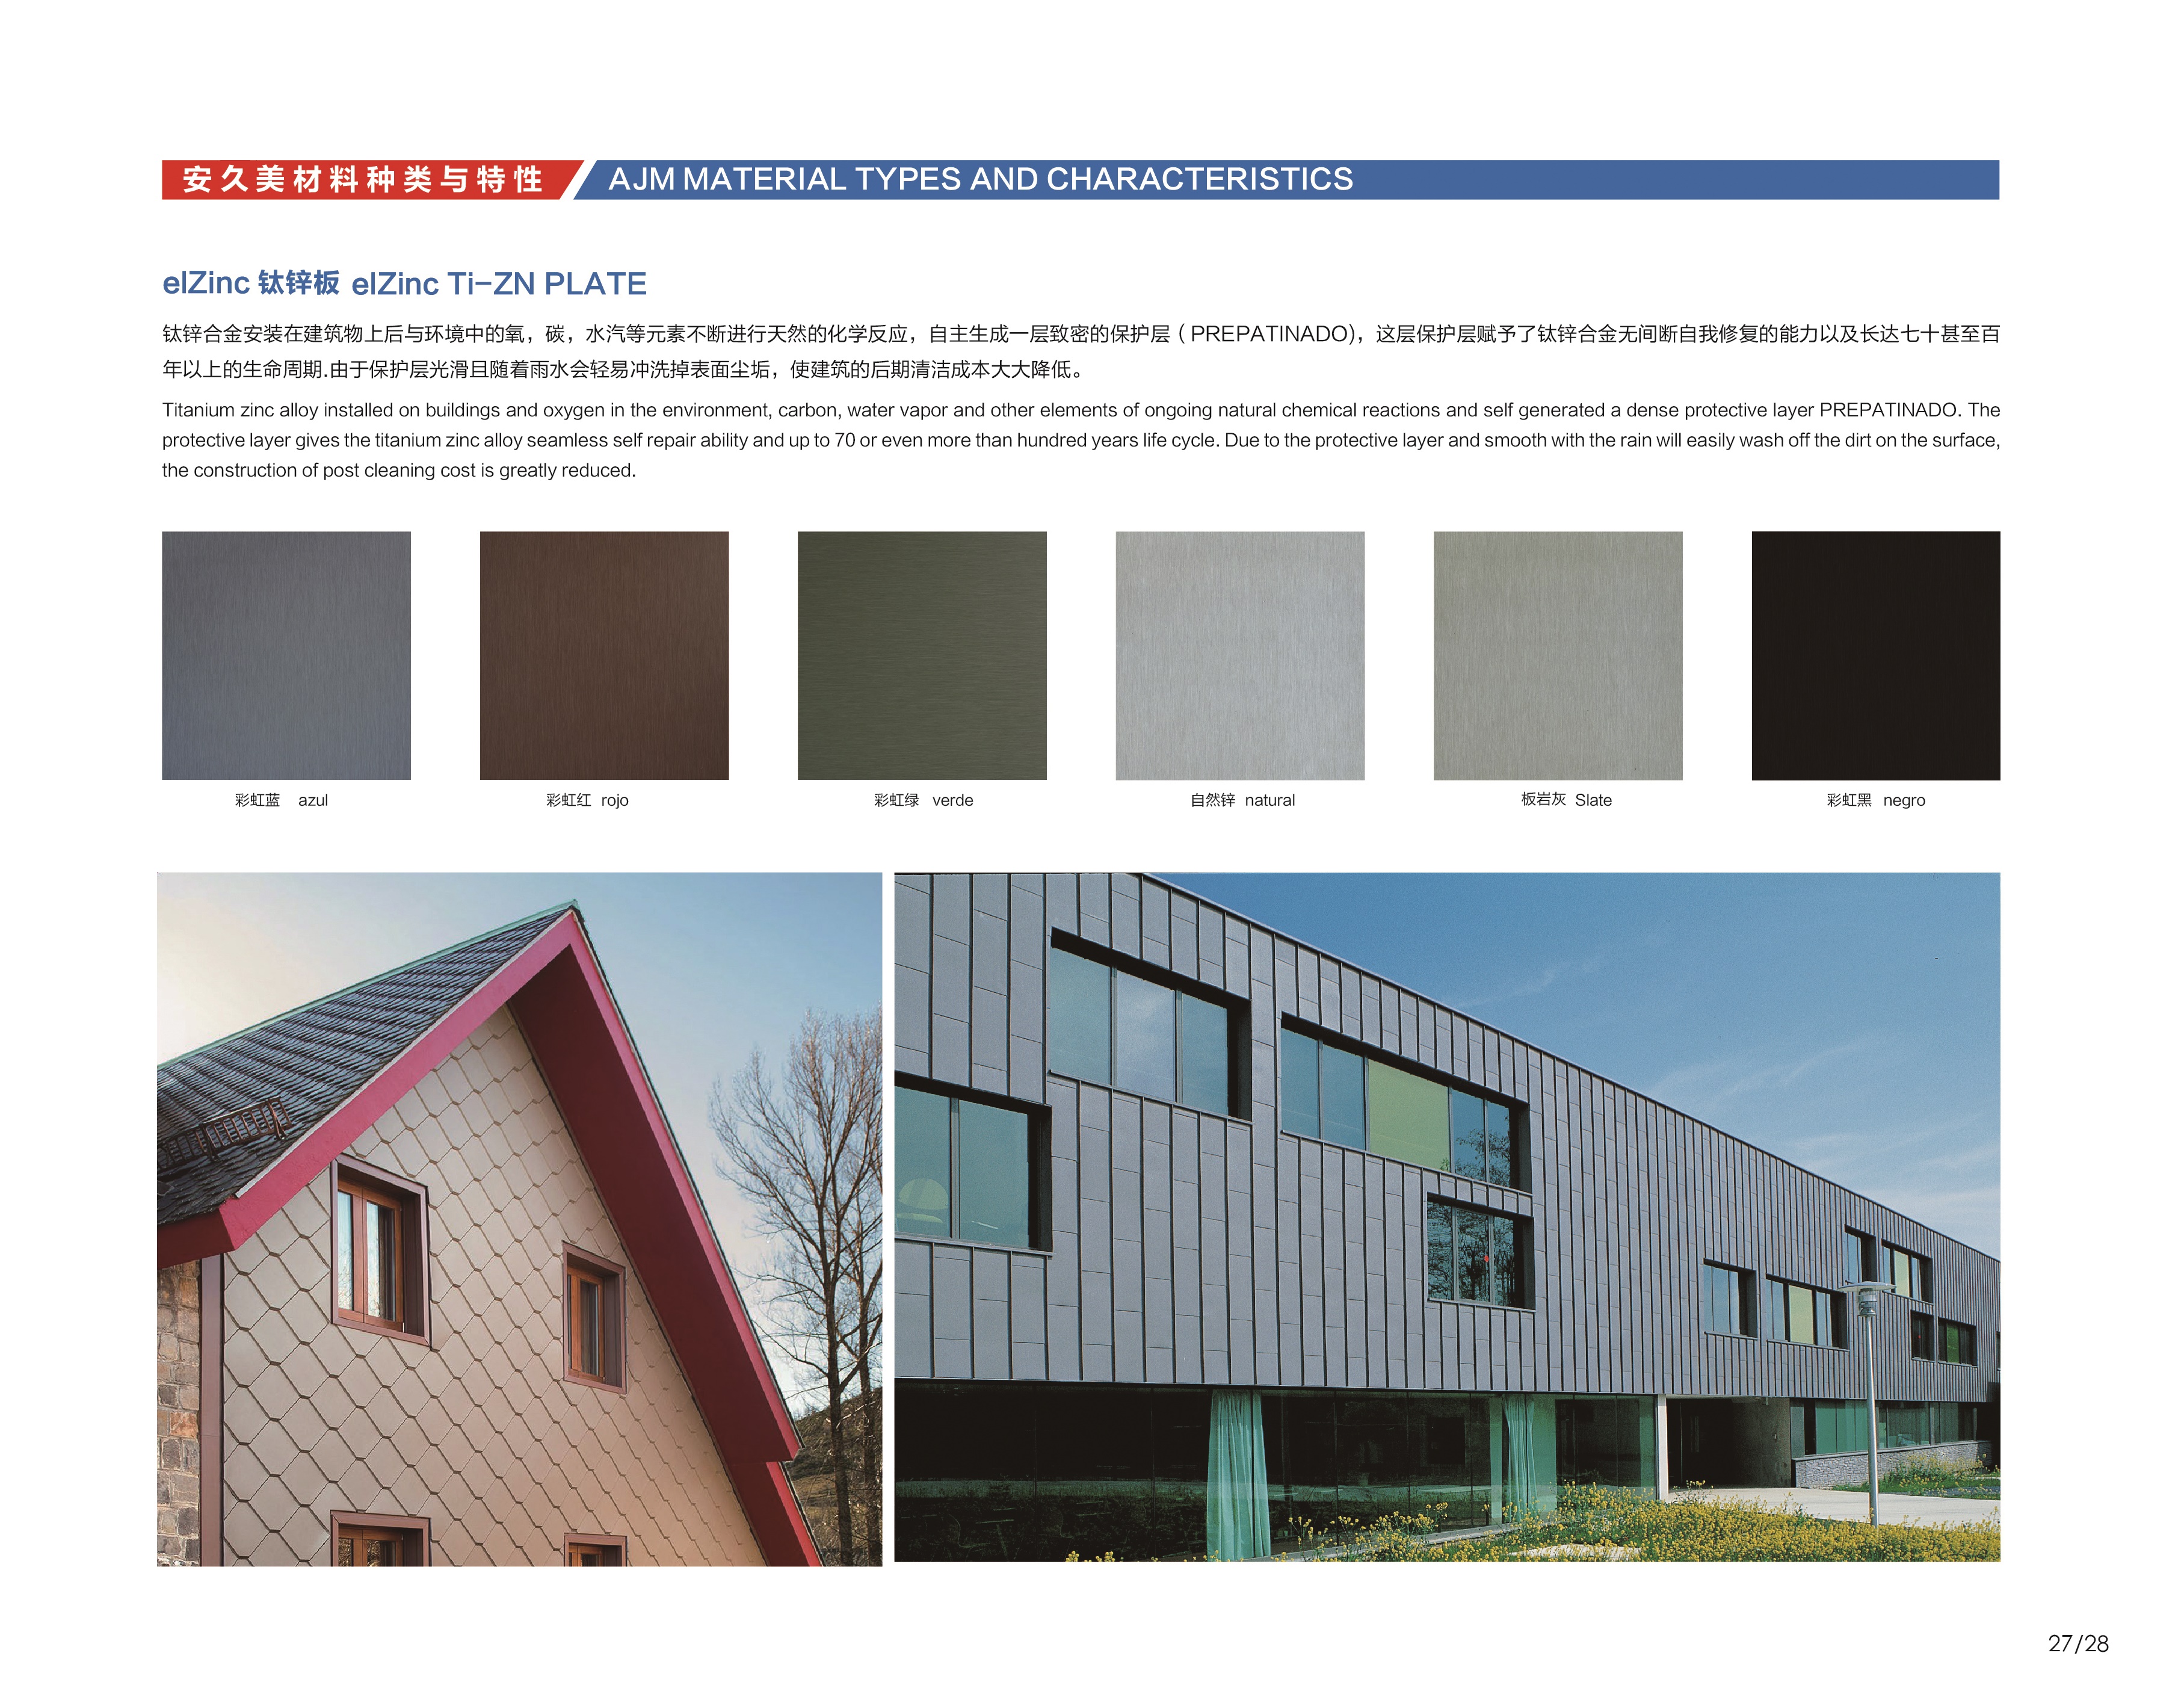 安久美材料种类与特性 AJM MATERIAL TYPES AND CHARACTERISTICS
elZinc 钛锌板 elZinc Ti-ZN PLATE
钛锌合金安装在建筑物上后与环境中的氧，碳，水汽等元素不断进行天然的化学反应，自主生成一层致密的保护层（PREPATINADO)，这层保护层赋予了钛锌合金无间断自我修复的能力以及长达七十甚至百
年以上的生命周期.由于保护层光滑且随着雨水会轻易冲洗掉表面尘垢，使建筑的后期清洁成本大大降低。
Titanium zinc alloy installed on buildings and oxygen in the environment, carbon, water vapor and other elements of ongoing natural chemical reactions and self generated a dense protective layer PREPATINADO. The
protective layer gives the titanium zinc alloy seamless self repair ability and up to 70 or even more than hundred years life cycle. Due to the protective layer and smooth with the rain will easily wash off the dirt on the surface,
the construction of post cleaning cost is greatly reduced.
彩虹蓝 azul
彩虹红 rojo
彩虹绿 verde
自然锌 natural
板岩灰 Slate
彩虹黑 negro
27/28